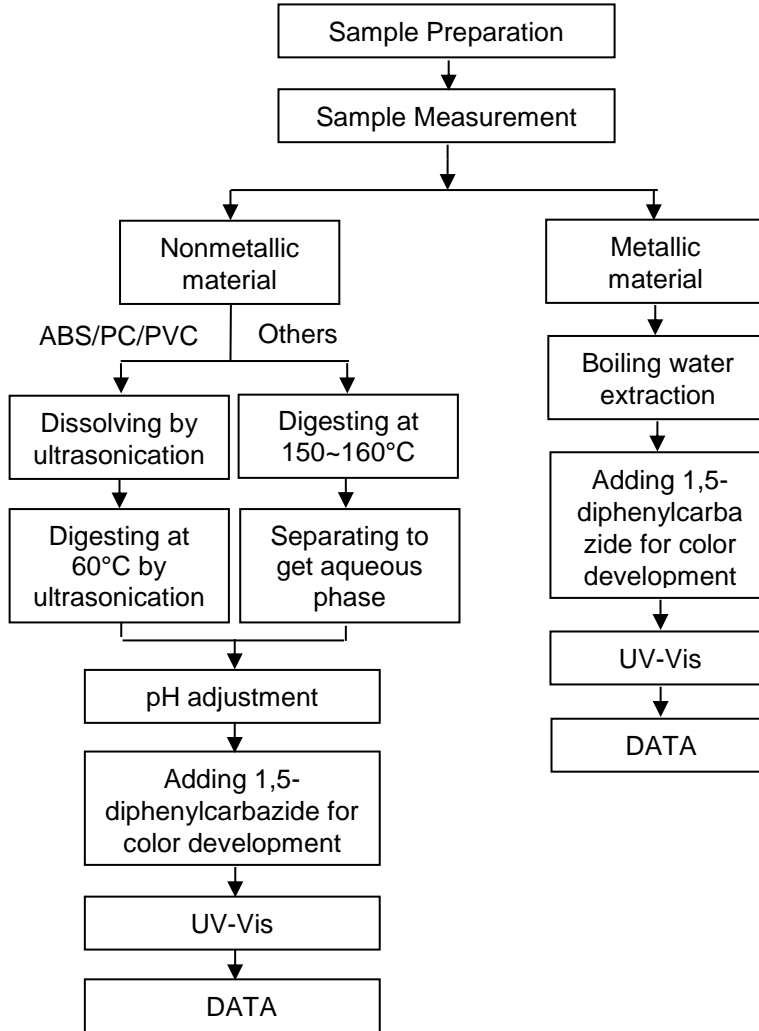 Sample Preparation
Sample Measurement
Nonmetallic
material
ABS/PC/PVC
Others
Dissolving by
ultrasonication
Digesting at
150~160°C
Digesting at
60°C by
ultrasonication
Separating to
get aqueous
phase
pH adjustment
Adding 1,5-
diphenylcarbazide for
color development
UV-Vis
DATA
Metallic
material
Boiling water
extraction
Adding 1,5-
diphenylcarba
zide for color
development
UV-Vis
DATA